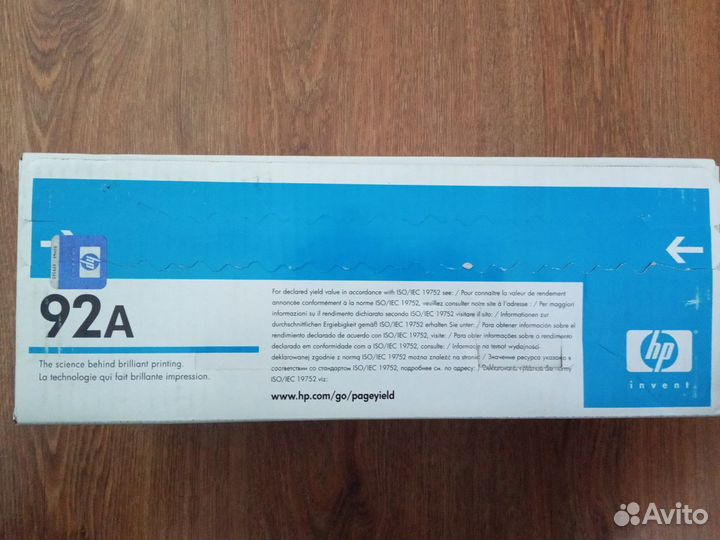 92A
The science behind brilliant printing.
La technologie qui fait brillante impression.
For declared yield value in accordance with ISO/IEC 19752 see: / Pour connaître la valeur de rendement
annoncée conformément à la norme ISO/IEC 19752, veuillez consulter notre site à l'adresse : / Per maggiori
informazioni su il rendimento dichiarato secondo ISO/IEC 19752 visitare il sito: / Informationen zur
durchschnittlichen Ergiebigkeit gemäß ISO/IEC 19752 erhalten Sie unter: / Para obtener información sobre el
rendimiento declarado de acuerdo con ISO/IEC 19752, visite: / Para obter informações sobre o rendimento
declarado em conformidade com a ISO/IEC 19752, consulte: / Informacje na temat wydajności
deklarowanej zgodnie z normą ISO/IEC 19752 można znaleźć na stronie: / Значение ресурса указано в
соответствии со стандартом ISO/IEC 19752, подробнее см. по адресу: /
ISO/IEC 19752 viz:
www.hp.com/go/pageyield
hp
hp
invent
Avito